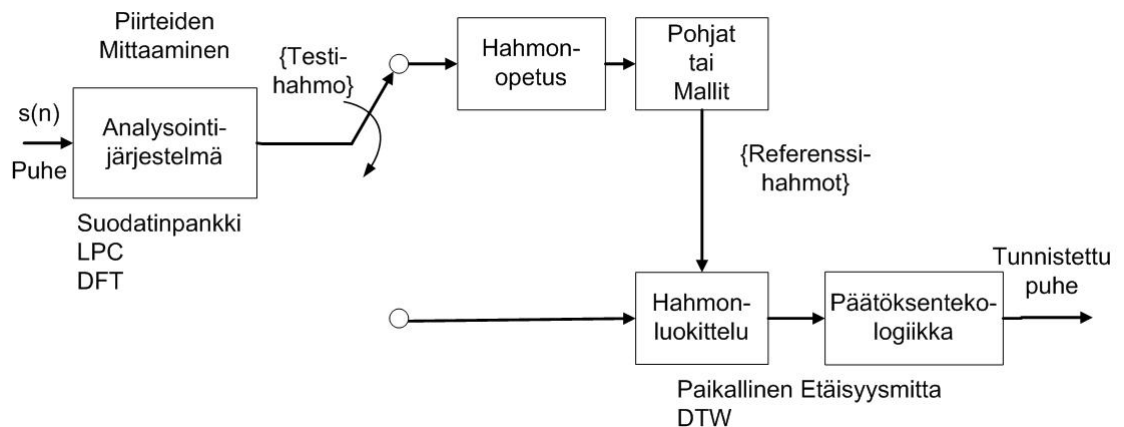 Piirteiden
Mittaaminen
{Testi-
hahmo}
Hahmon-
opetus
Pohjat
tai
Mallit
s(n)
Puhe
Analysointi-
järjestelmä
{Referenssi-
hahmot}
Suodatinpankki
LPC
DFT
Hahmon-
luokittelu
Päätöksenteko-
logiikka
Tunnistettu
puhe
Paikallinen Etäisyysmitta
DTW